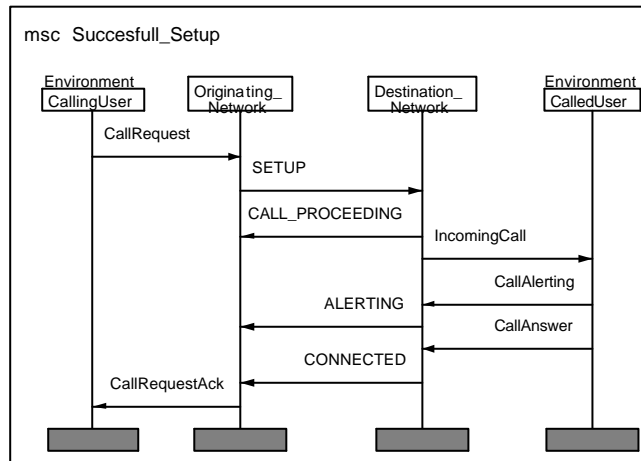 msc Succesfull_Setup
Environment
CallingUser
Originating_
Network
Destination_
Network
Environment
CalledUser
CallRequest
SETUP
CALL_PROCEEDING
IncomingCall
CallAlerting
ALERTING
CallAnswer
CONNECTED
CallRequestAck